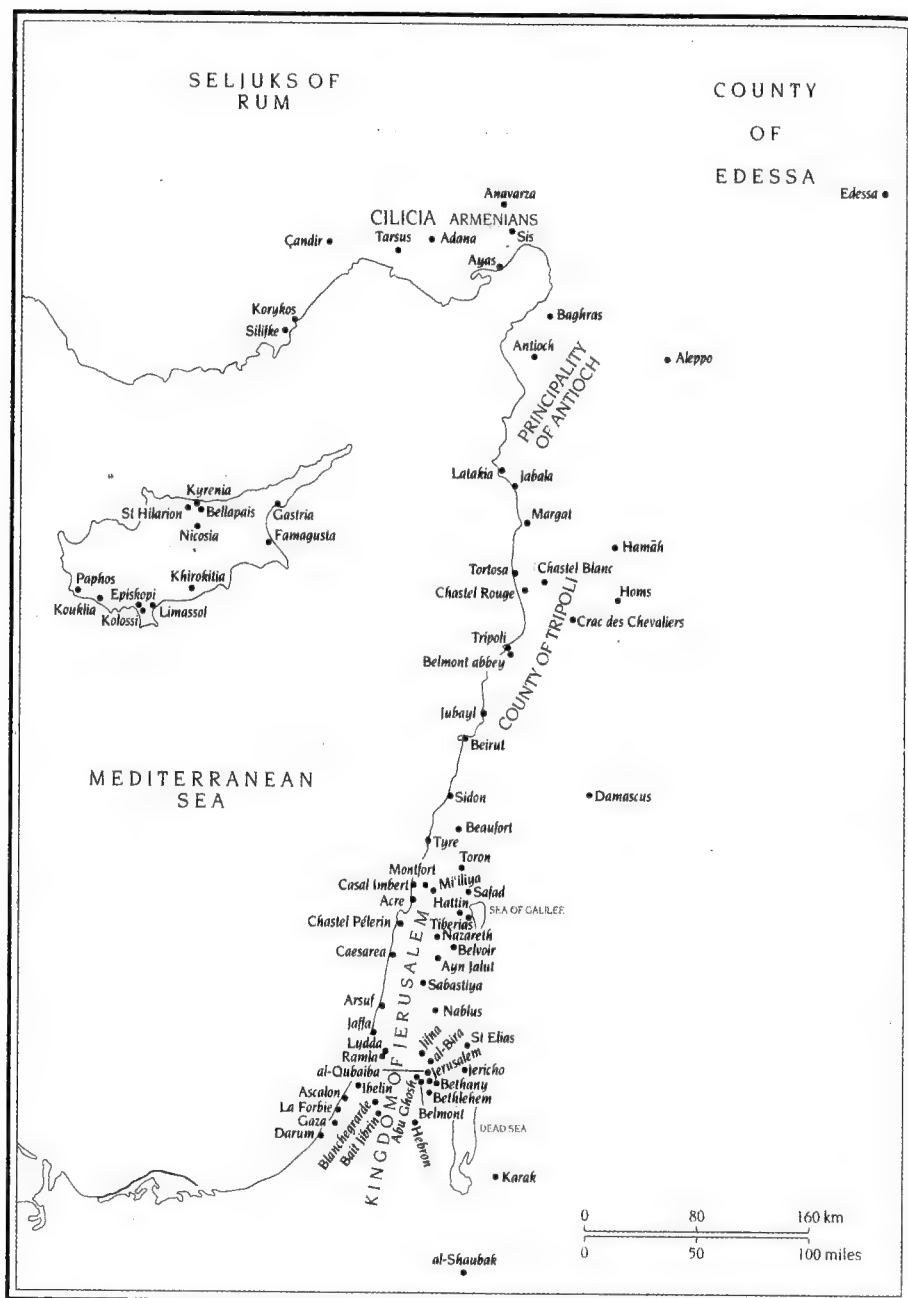 SELJUKS OF
RUM
COUNTY
OF
EDESSA
Edessa
Anavarza
CILICIA ARMENIANS
Sis
Çandir
Tarsus
Adana
Ayas
Korykos
Silifke
Baghras
Antioch
Aleppo
PRINCIPALITY
OF ANTIOCH
Latakia
Jabala
Kyrenia
St Hilarion
Bellapais
Gastria
Nicosia
Famagusta
Margat
Hamāh
Tortosa
Chastel Blanc
Chastel Rouge
Homs
Khirokitia
Paphos
Episkopi
Kouklia
Kolossi
Limassol
Crac des Chevaliers
Tripoli
Belmont abbey
COUNTY OF TRIPOLI
Jubayl
Beirut
MEDITERRANEAN
SEA
Sidon
Damascus
Beaufort
Tyre
Toron
Montfort
Casal Imbert
Mi'iliya
Safad
Acre
Hattin
SEA OF GALILEE
Tiberias
Chastel Pélerin
Nazareth
Belvoir
Caesarea
Ayn Jalut
Sabastiya
Arsuf
Nablus
Jaffa
KINGDOM OF JERUSALEM
Lydda
Jifna
al-Bira
St Elias
Ramla
Jerusalem
al-Qubaiba
Jericho
Ibelin
Bethany
Ascalon
Bethlehem
La Forbie
Abu Ghosh
Belmont
Gaza
Blanchegrarde
Bait Jibrin
Darum
Hebron
DEAD SEA
Karak
0 80 160 km
0 50 100 miles
al-Shaubak